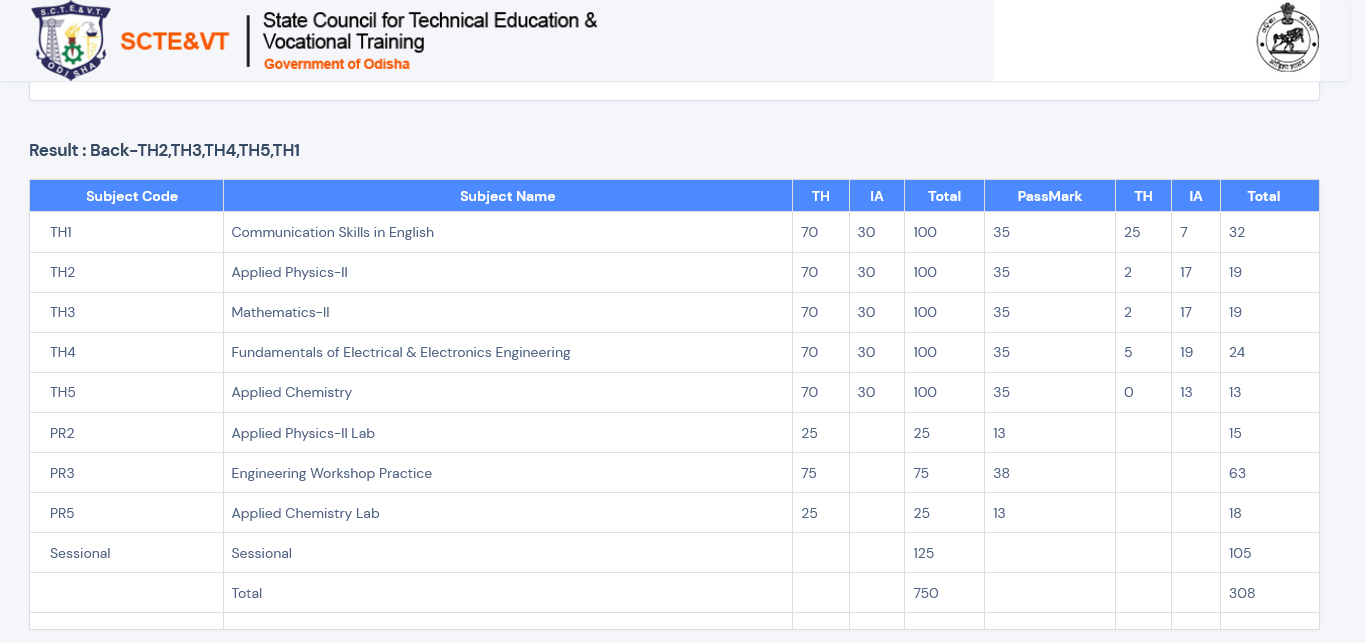 S.C.T.E.&V.T.
ODISHA
SCTE&VT
State Council for Technical Education &
Vocational Training
Government of Odisha
Result : Back-TH2,TH3,TH4,TH5,TH1
Subject Code Subject Name TH IA Total PassMark TH IA Total
TH1 Communication Skills in English 70 30 100 35 25 7 32
TH2 Applied Physics-II 70 30 100 35 2 17 19
TH3 Mathematics-II 70 30 100 35 2 17 19
TH4 Fundamentals of Electrical & Electronics Engineering 70 30 100 35 5 19 24
TH5 Applied Chemistry 70 30 100 35 0 13 13
PR2 Applied Physics-II Lab 25 25 13 15
PR3 Engineering Workshop Practice 75 75 38 63
PR5 Applied Chemistry Lab 25 25 13 18
Sessional Sessional 125 105
Total 750 308